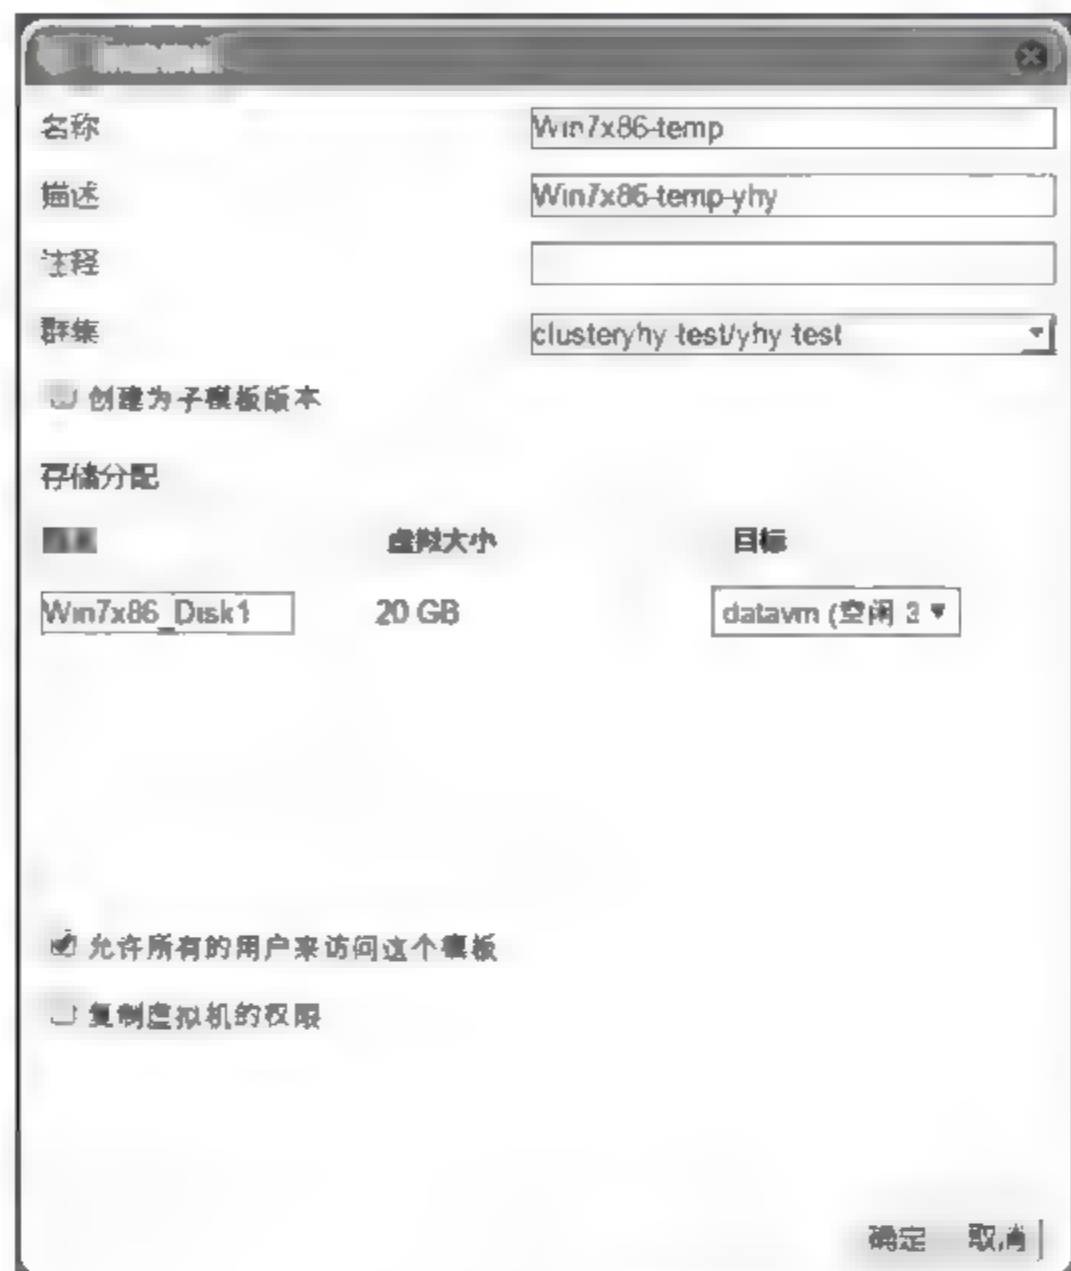 名称 Win7x86-temp
描述 Win7x86-temp-yhy
注释
群集 clusteryhy-test/yhy-test
创建为子模板版本
存储分配
虚拟大小 目标
Win7x86_Disk1 20 GB datavm (空闲 3
允许所有的用户来访问这个模板
复制虚拟机的权限
确定 取消